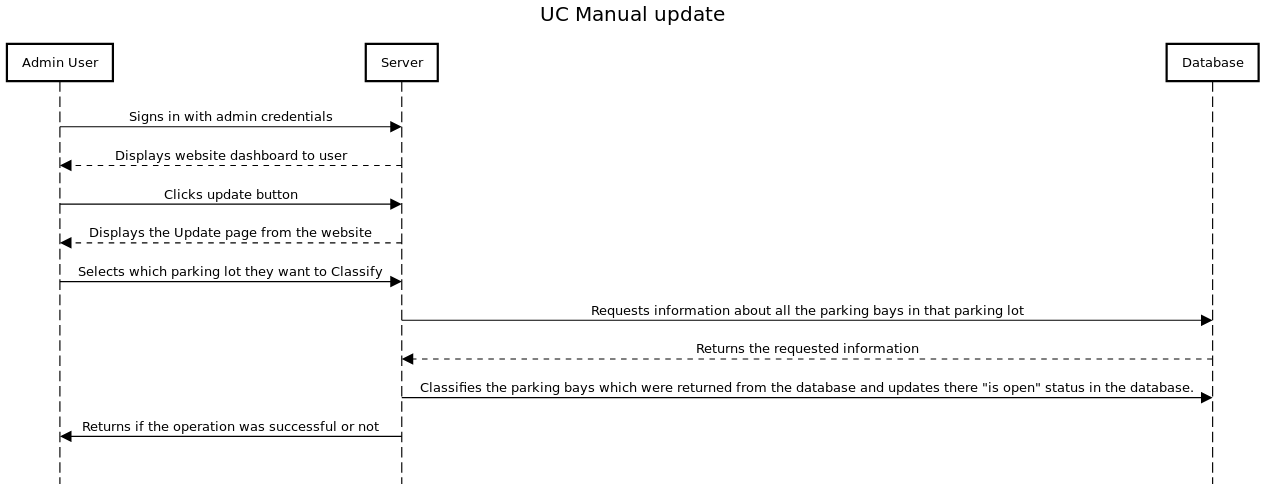 UC Manual update
Admin User
Server
Database
Signs in with admin credentials
Displays website dashboard to user
Clicks update button
Displays the Update page from the website
Selects which parking lot they want to Classify
Requests information about all the parking bays in that parking lot
Returns the requested information
Classifies the parking bays which were returned from the database and updates there "is open" status in the database.
Returns if the operation was successful or not